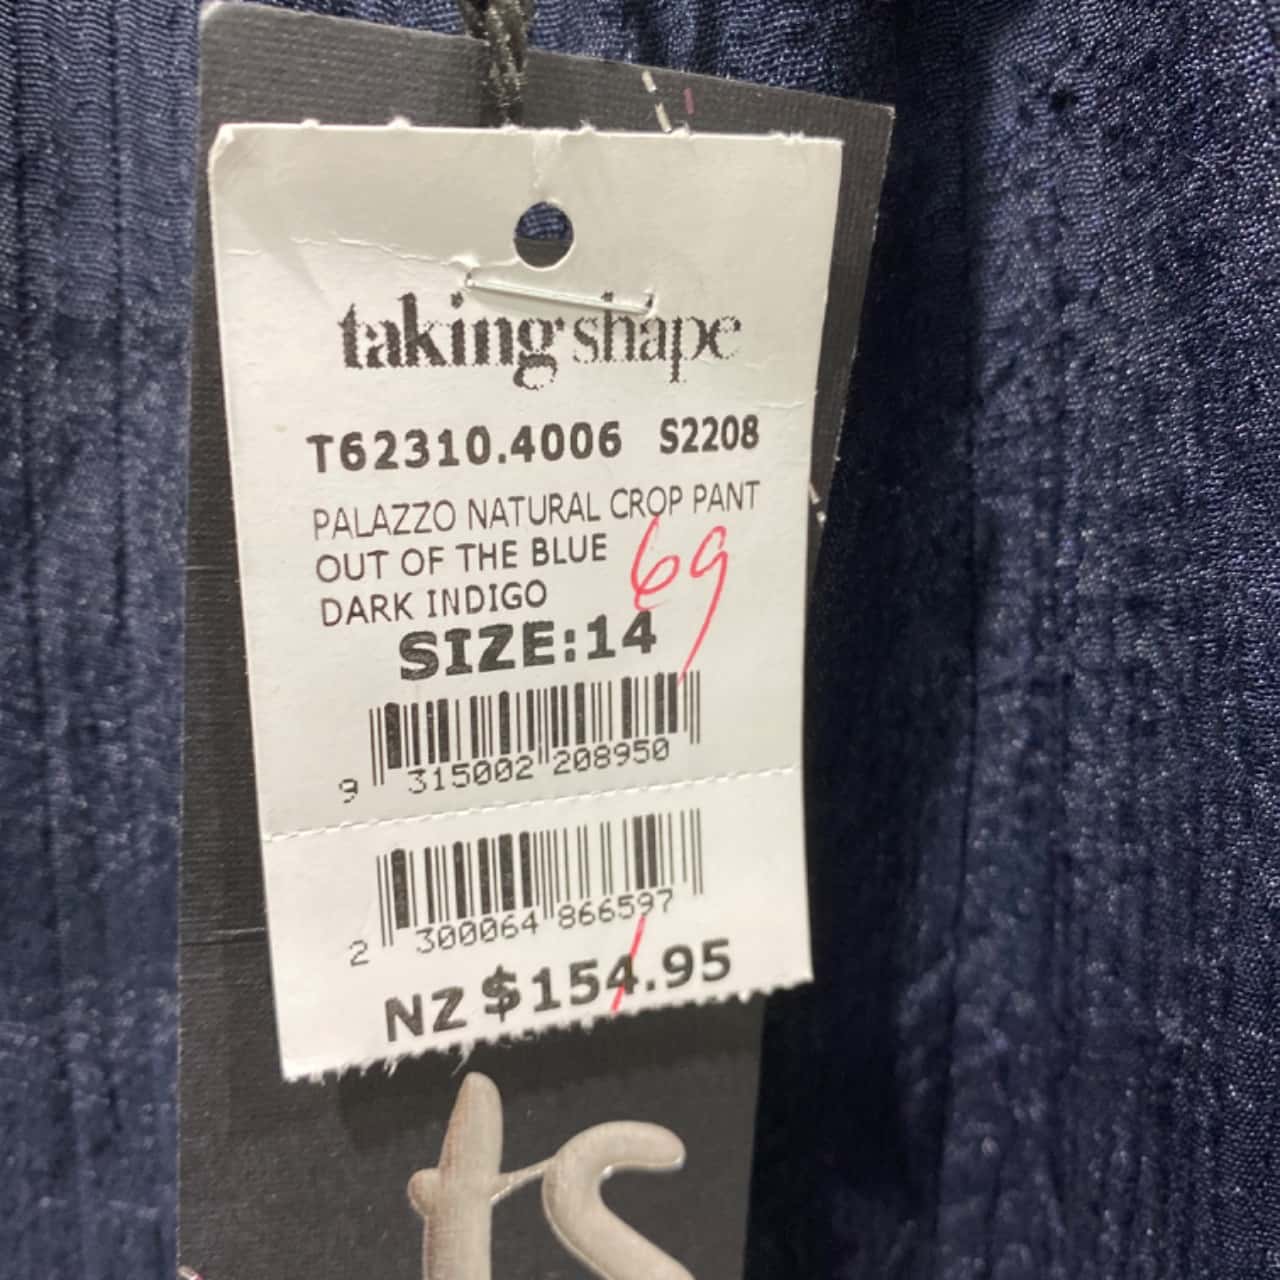 taking shape
T62310.4006 S2208
PALAZZO NATURAL CROP PANT
OUT OF THE BLUE
DARK INDIGO
69
SIZE:14
9 315002 208950
2 300064 866597
NZ $154.95
ts